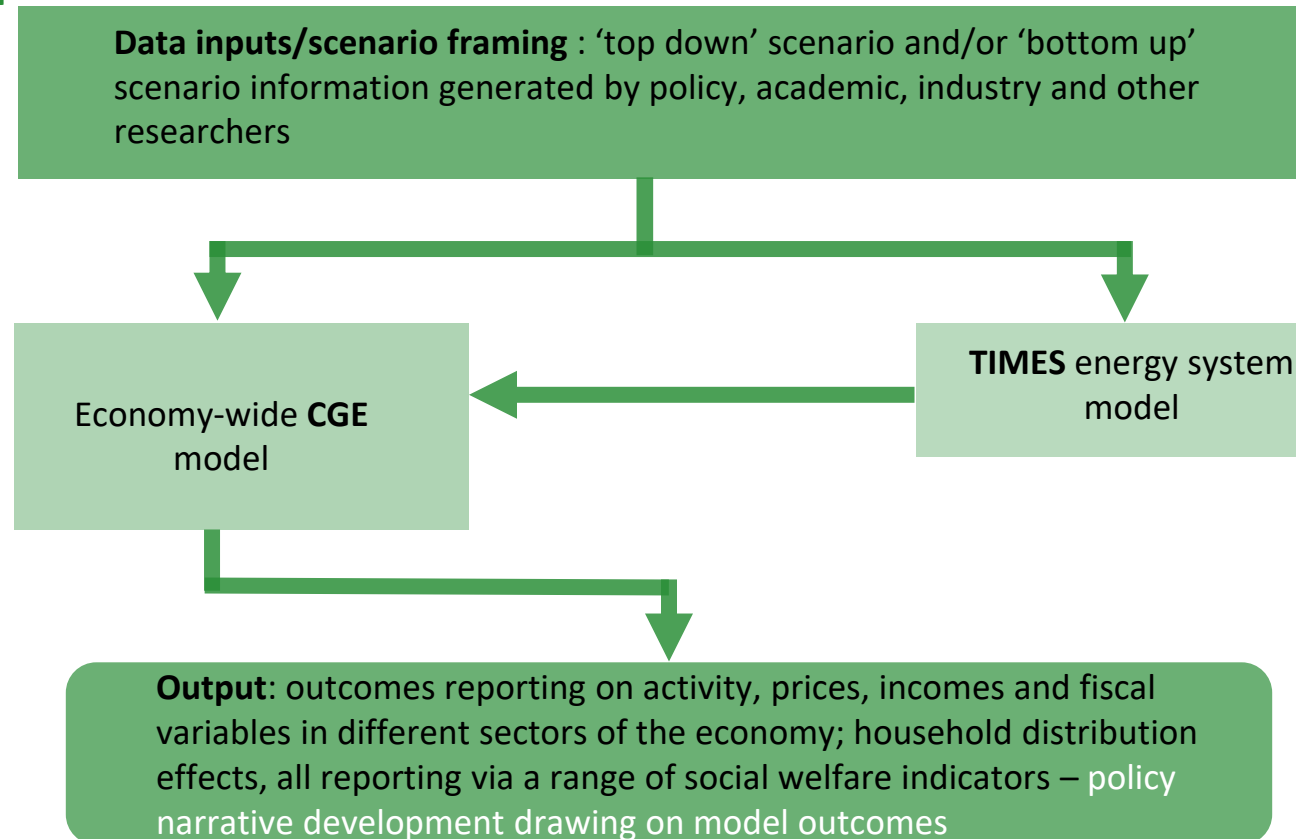 Data inputs/scenario framing : ‘top down’ scenario and/or ‘bottom up’
scenario information generated by policy, academic, industry and other
researchers
Economy-wide CGE
model
TIMES energy system
model
Output: outcomes reporting on activity, prices, incomes and fiscal
variables in different sectors of the economy; household distribution
effects, all reporting via a range of social welfare indicators – policy
narrative development drawing on model outcomes